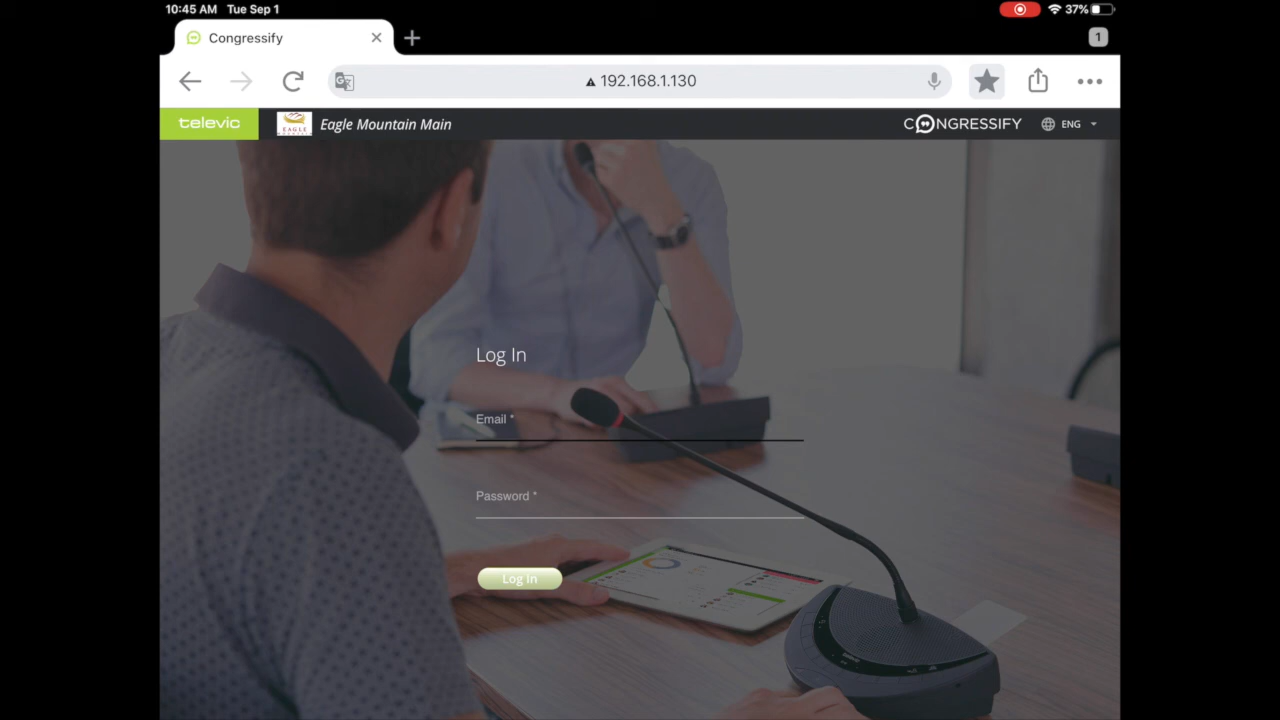 10:45 AM Tue Sep 1
37%
Congressify
1
192.168.1.130
televic
EAGLE
Eagle Mountain Main
CONGRESSIFY
ENG
Log In
Email *
Password *
Log In